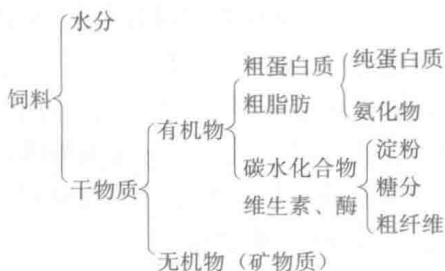 水分
粗蛋白质
纯蛋白质
饲料
有机物
粗脂肪
氨化物
碳水化合物
淀粉
干物质
维生素、酶
糖分
粗纤维
无机物（矿物质）